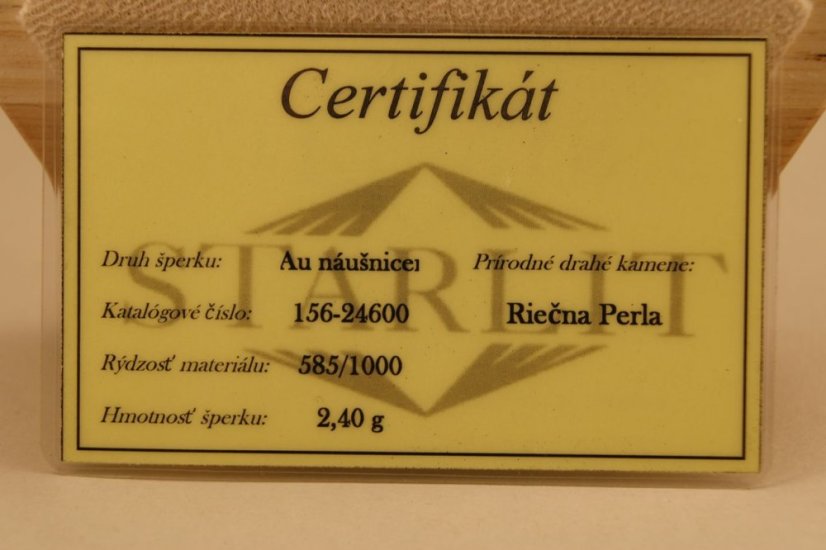 Certifikát
STARLIT
Druh šperku: Au náušnice
Prírodné drahé kamene:
Katalógové číslo: 156-24600
Riečna Perla
Rýdzosť materiálu: 585/1000
Hmotnosť šperku: 2,40 g